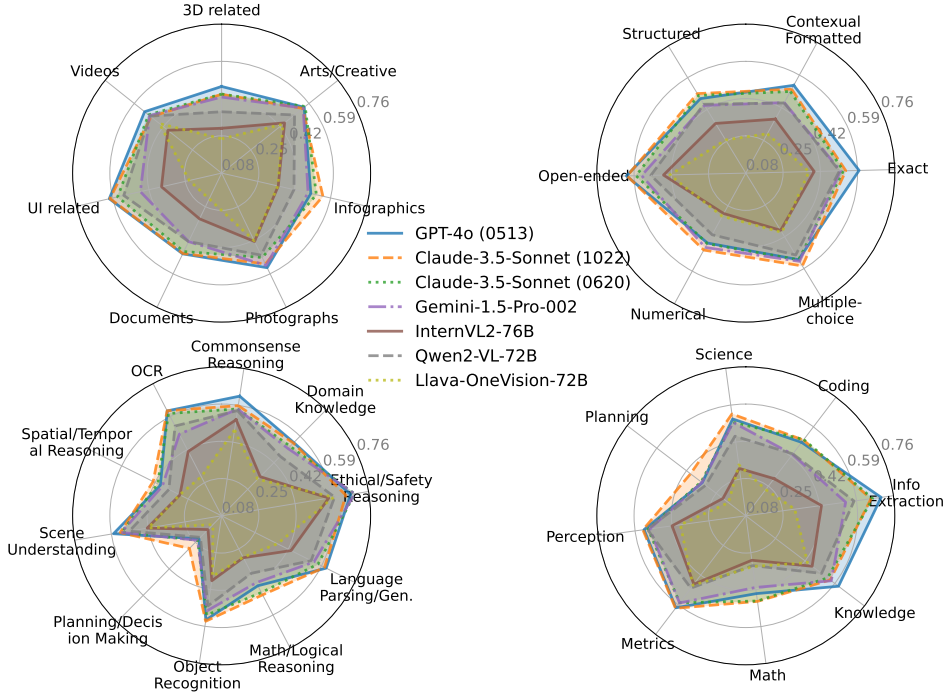 3D related
Videos
Arts/Creative
0.76
0.59
0.42
0.25
0.08
UI related
Infographics
Documents
Photographs
Structured
Contexual
Formatted
0.76
0.59
0.42
0.25
0.08
Open-ended
Exact
Numerical
Multiple-
choice
GPT-4o (0513)
Claude-3.5-Sonnet (1022)
Claude-3.5-Sonnet (0620)
Gemini-1.5-Pro-002
InternVL2-76B
Qwen2-VL-72B
Llava-OneVision-72B
Commonsense
Reasoning
OCR
Domain
Knowledge
Spatial/Tempor
al Reasoning
0.76
0.59
0.42
0.25
0.08
Ethical/Safety
Reasoning
Scene
Understanding
Language
Parsing/Gen.
Planning/Decis
ion Making
Object
Recognition
Math/Logical
Reasoning
Science
Coding
Planning
0.76
0.59
0.42
0.25
0.08
Info
Extraction
Perception
Knowledge
Metrics
Math